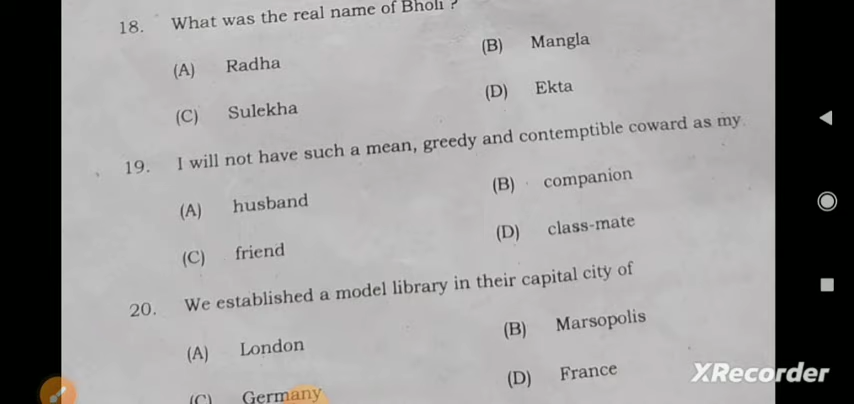 18. What was the real name of Bholi ?
(A) Radha (B) Mangla
(C) Sulekha (D) Ekta
19. I will not have such a mean, greedy and contemptible coward as my
(A) husband (B) companion
(C) friend (D) class-mate
20. We established a model library in their capital city of
(A) London (B) Marsopolis
(C) Germany (D) France
XRecorder